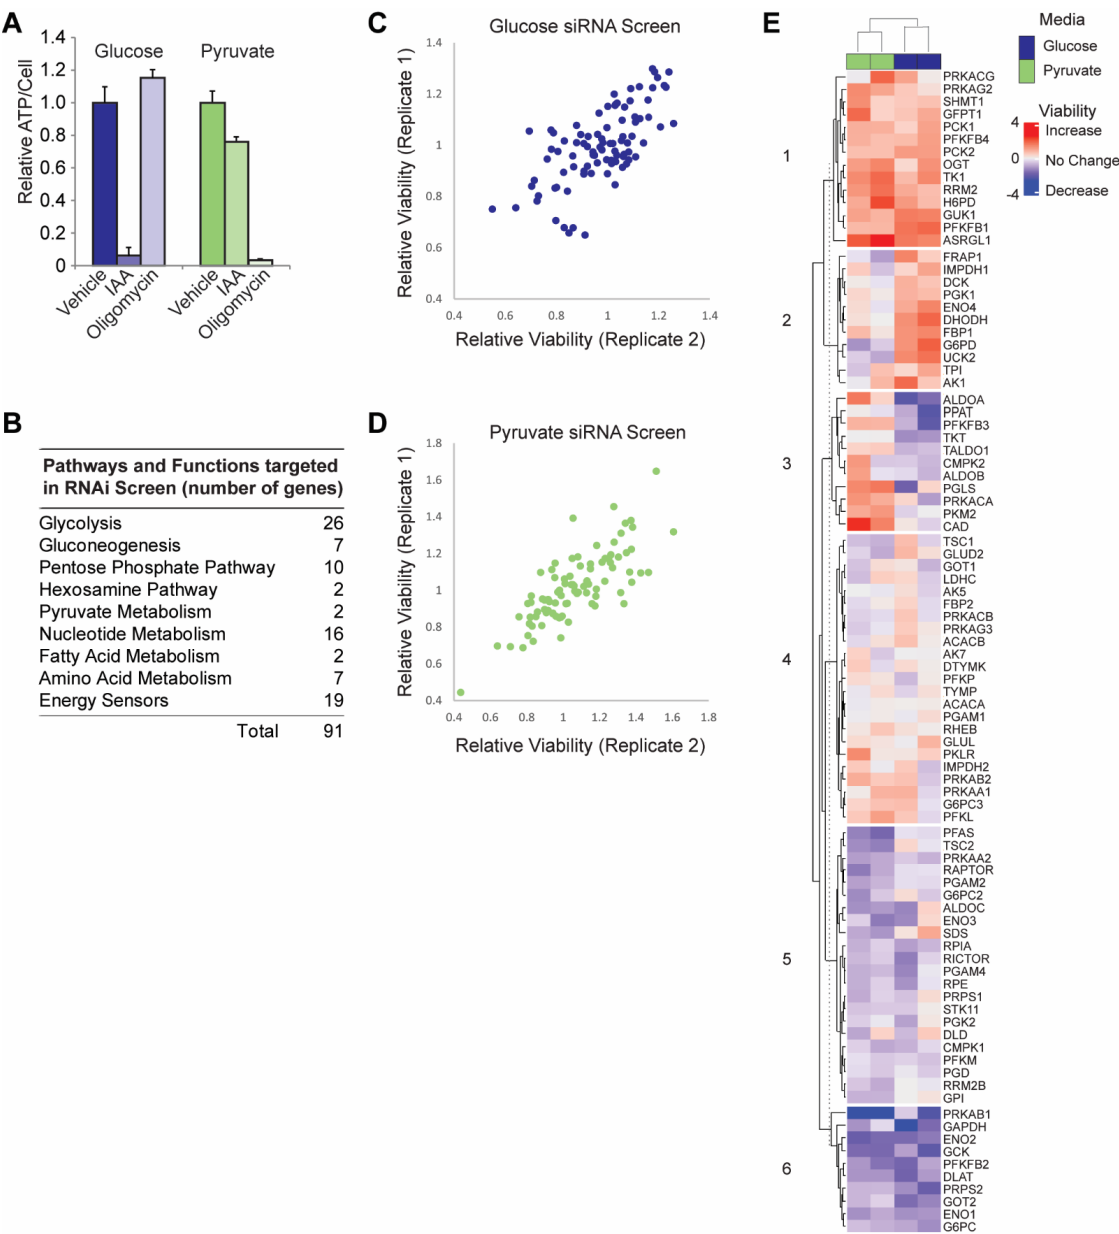 A
Glucose
Pyruvate
Relative ATP/Cell
1.4
1.2
1.0
0.8
0.6
0.4
0.2
0
Vehicle
IAA
Oligomycin
Vehicle
IAA
Oligomycin
B
Pathways and Functions targeted
in RNAi Screen (number of genes)
Glycolysis 26
Gluconeogenesis 7
Pentose Phosphate Pathway 10
Hexosamine Pathway 2
Pyruvate Metabolism 2
Nucleotide Metabolism 16
Fatty Acid Metabolism 2
Amino Acid Metabolism 7
Energy Sensors 19
Total 91
C
Glucose siRNA Screen
Relative Viability (Replicate 1)
1.4
1.2
1
0.8
0.6
0.4
0.4 0.6 0.8 1 1.2 1.4
Relative Viability (Replicate 2)
D
Pyruvate siRNA Screen
Relative Viability (Replicate 1)
1.8
1.6
1.4
1.2
1
0.8
0.6
0.4
0.4 0.6 0.8 1 1.2 1.4 1.6 1.8
Relative Viability (Replicate 2)
E
Media
Glucose
Pyruvate
Viability
4 Increase
0 No Change
-4 Decrease
1
PRKACG
PRKAG2
SHMT1
GFPT1
PCK1
PFKFB4
PCK2
OGT
TK1
RRM2
H6PD
GUK1
PFKFB1
ASRGL1
2
FRAP1
IMPDH1
DCK
PGK1
ENO4
DHODH
FBP1
G6PD
UCK2
TPI
AK1
3
ALDOA
PPAT
PFKFB3
TKT
TALDO1
CMPK2
ALDOB
PGLS
PRKACA
PKM2
CAD
4
TSC1
GLUD2
GOT1
LDHC
AK5
FBP2
PRKACB
PRKAG3
ACACB
AK7
DTYMK
PFKP
TYMP
ACACA
PGAM1
RHEB
GLUL
PKLR
IMPDH2
PRKAB2
PRKAA1
G6PC3
PFKL
5
PFAS
TSC2
PRKAA2
RAPTOR
PGAM2
G6PC2
ALDOC
ENO3
SDS
RPIA
RICTOR
PGAM4
RPE
PRPS1
STK11
PGK2
DLD
CMPK1
PFKM
PGD
RRM2B
GPI
6
PRKAB1
GAPDH
ENO2
GCK
PFKFB2
DLAT
PRPS2
GOT2
ENO1
G6PC